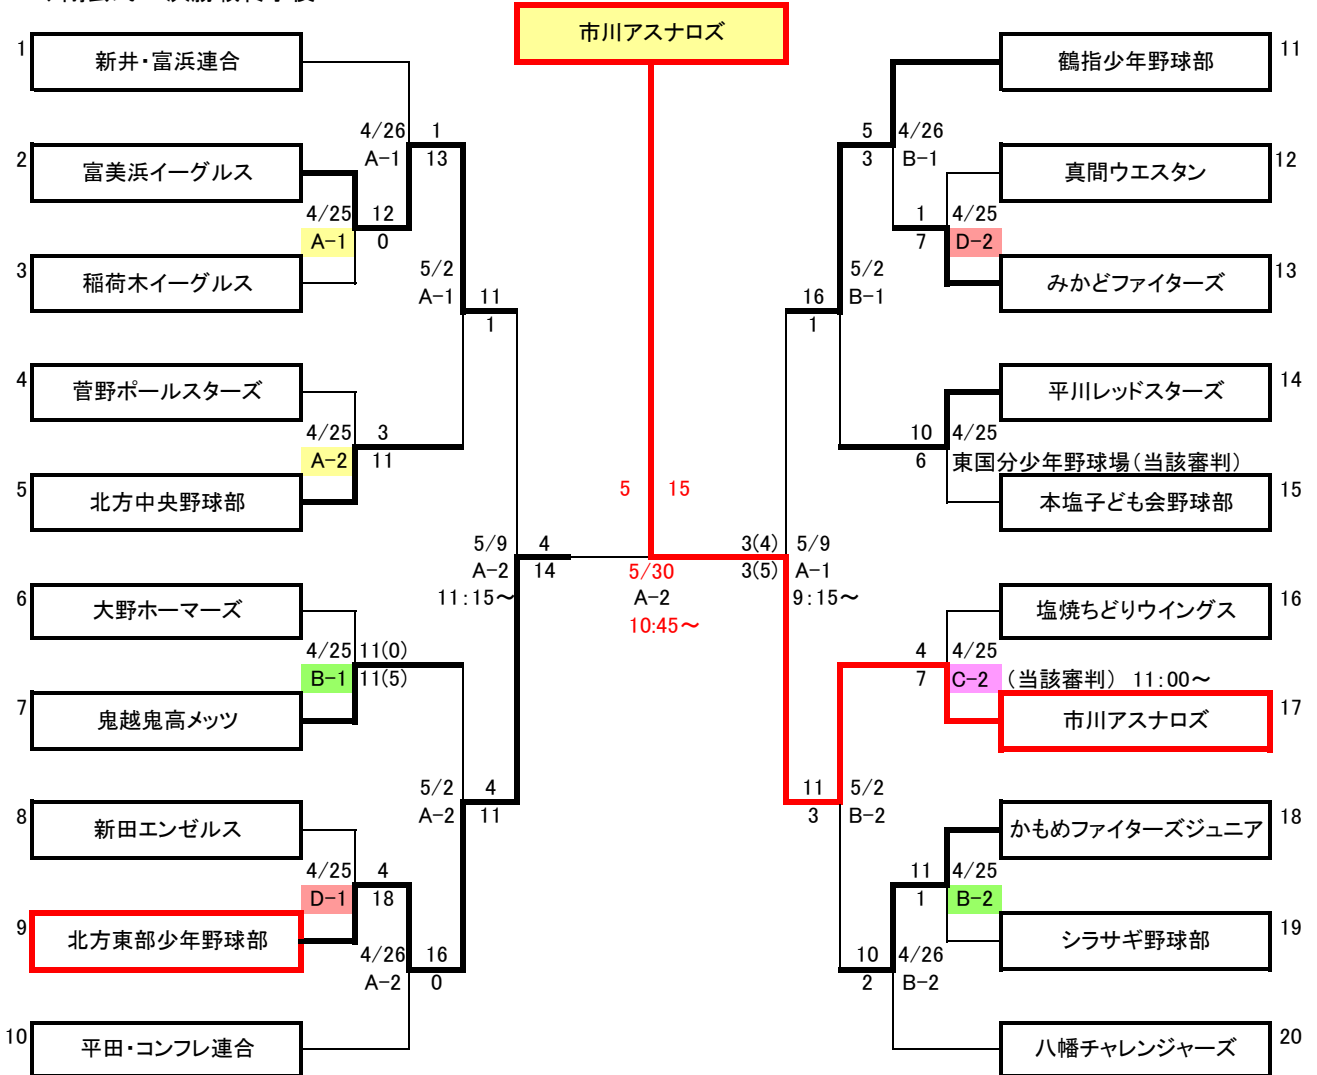 市川アスナロズ
1
新井・富浜連合
4/26
A-1
1
13
2
富美浜イーグルス
4/25
A-1
12
0
3
稲荷木イーグルス
5/2
A-1
11
1
4
菅野ポールスターズ
4/25
A-2
3
11
5
北方中央野球部
5/9
A-2
11:15～
4
14
6
大野ホーマーズ
4/25
B-1
11(0)
11(5)
7
鬼越鬼高メッツ
5/2
A-2
4
11
8
新田エンゼルス
4/25
D-1
4
18
9
北方東部少年野球部
4/26
A-2
16
0
10
平田・コンフレ連合
5 15
5/30
A-2
10:45～
11
鶴指少年野球部
5
3
4/26
B-1
12
真間ウエスタン
1
7
4/25
D-2
13
みかどファイターズ
16
1
5/2
B-1
14
平川レッドスターズ
10
6
4/25
東国分少年野球場(当該審判)
15
本塩子ども会野球部
3(4)
3(5)
5/9
A-1
9:15～
16
塩焼ちどりウイングス
4
7
4/25
C-2 (当該審判) 11:00～
17
市川アスナロズ
11
3
5/2
B-2
18
かもめファイターズジュニア
11
1
4/25
B-2
19
シラサギ野球部
10
2
4/26
B-2
20
八幡チャレンジャーズ